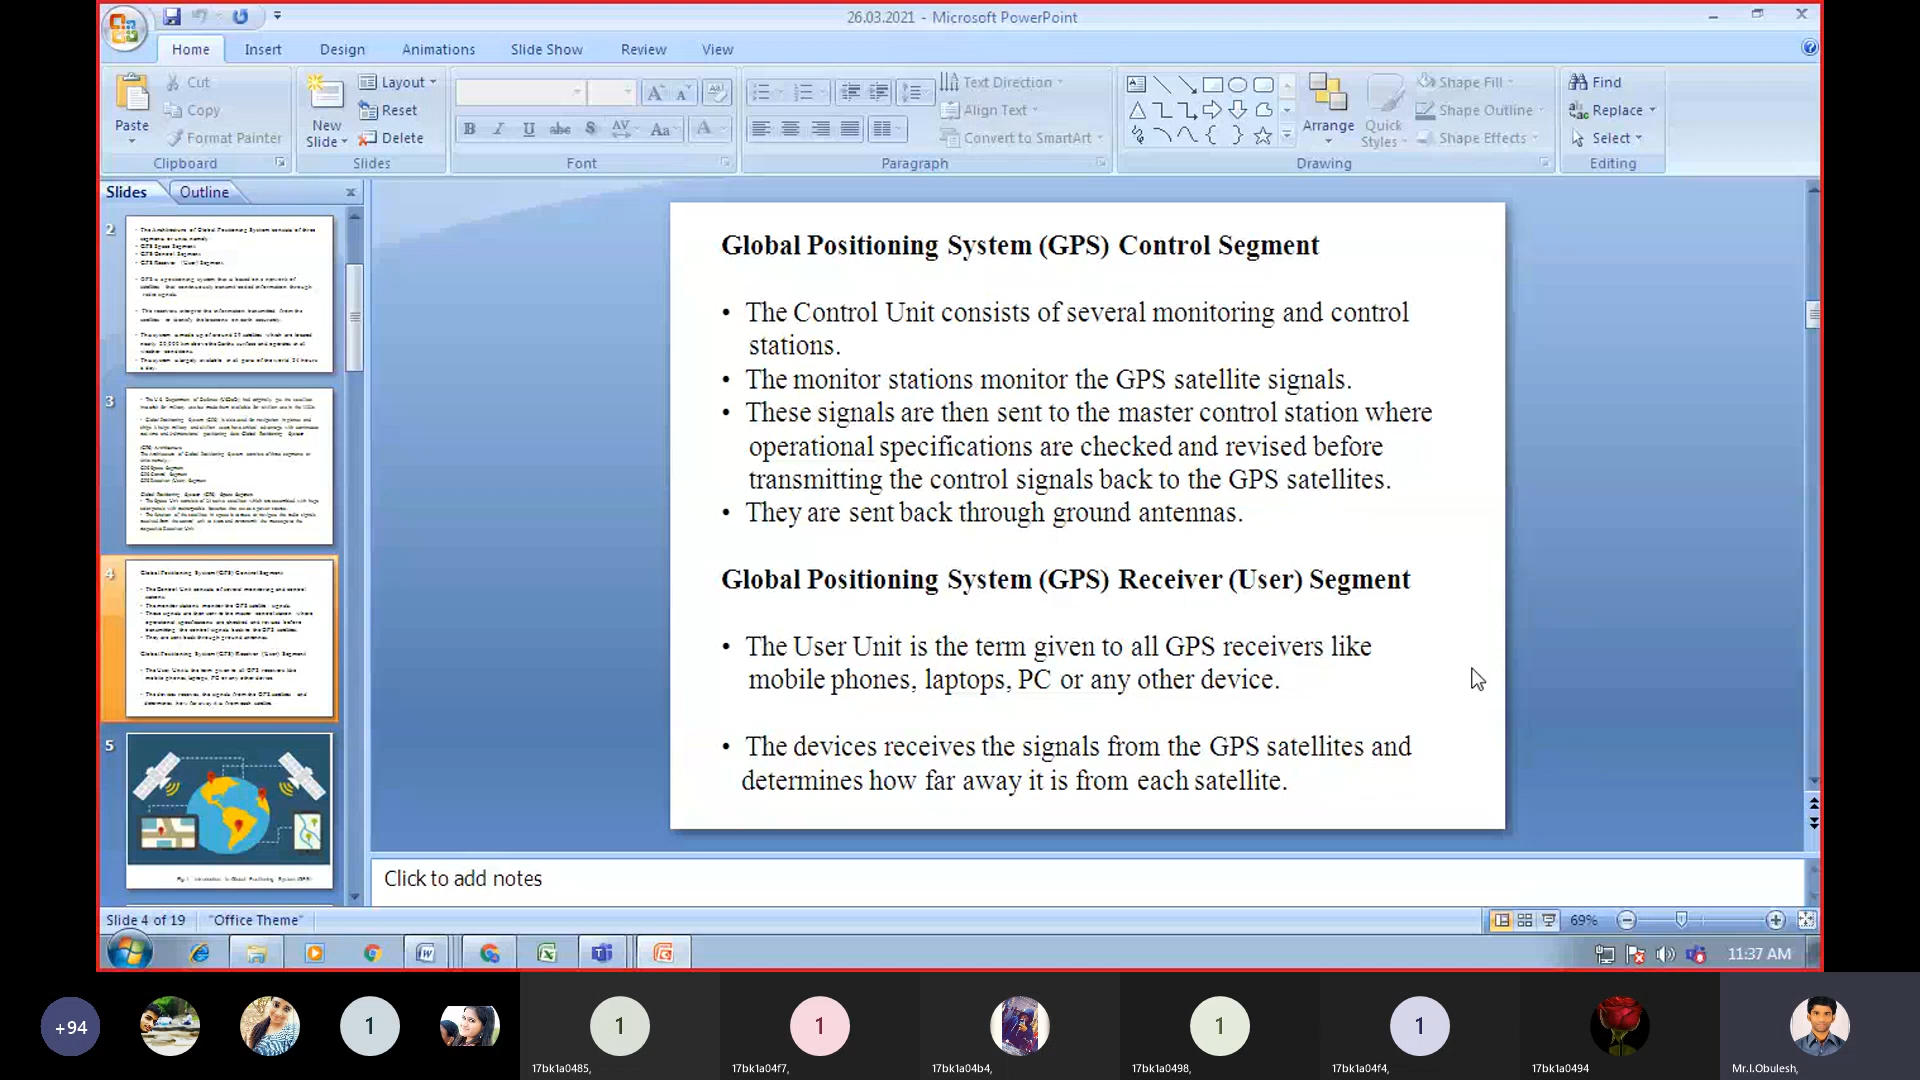 26.03.2021 - Microsoft PowerPoint
Home Insert Design Animations Slide Show Review View
Cut Layout Text Direction Shape Fill Find
Copy Reset Align Text Shape Outline Replace
Paste Format Painter New Slide Delete Convert to SmartArt Arrange Quick Styles Shape Effects Select
Clipboard Slides Font Paragraph Drawing Editing
Slides Outline
2
3
4
5
Global Positioning System (GPS) Control Segment
• The Control Unit consists of several monitoring and control
stations.
• The monitor stations monitor the GPS satellite signals.
• These signals are then sent to the master control station where
operational specifications are checked and revised before
transmitting the control signals back to the GPS satellites.
• They are sent back through ground antennas.
Global Positioning System (GPS) Receiver (User) Segment
• The User Unit is the term given to all GPS receivers like
mobile phones, laptops, PC or any other device.
• The devices receives the signals from the GPS satellites and
determines how far away it is from each satellite.
Click to add notes
Slide 4 of 19 "Office Theme" 69%
11:37 AM
+94 1 1 1 1 1
17bk1a0485, 17bk1a04f7, 17bk1a04b4, 17bk1a0498, 17bk1a04f4, 17bk1a0494 Mr.I.Obulesh,